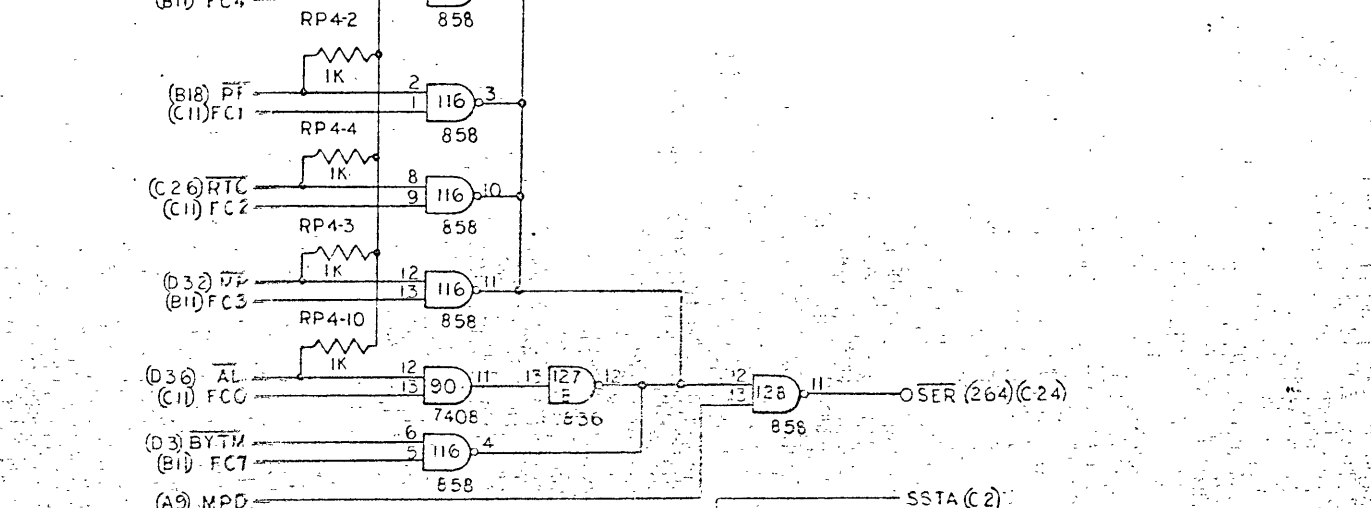 (B11) FC4
858
RP4-2
1K
(B18) PF 2 116 3
(C11) FC1 1
858
RP4-4
1K
(C26) RTC 8 116 10
(C11) FC2 9
858
RP4-3
1K
(D32) 12 116 11
(B11) FC3 13
858
RP4-10
1K
(D36) AL 12 90 11 13 127 E 12 12 128 11 SER (264)(C24)
(C11) FC0 13 13
7408 836 858
(D3) BYTM 6 116 4
(B11) FC7 5
858
(A9) MPD
SSTA (C2)